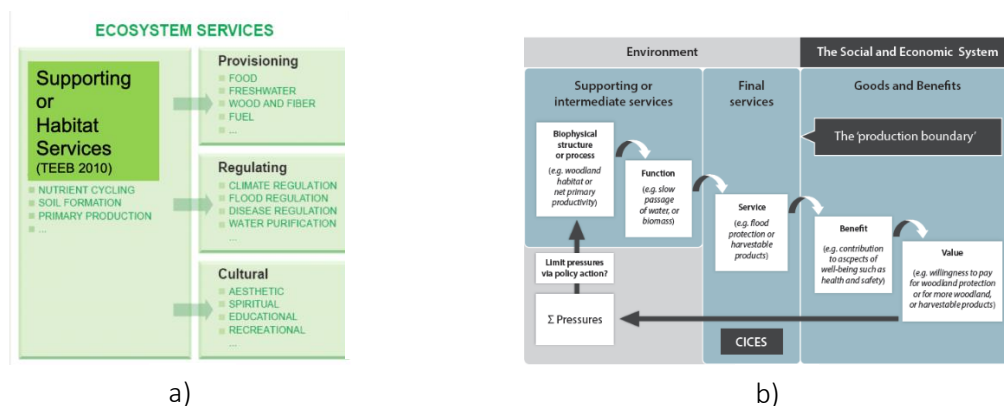 ECOSYSTEM SERVICES
Supporting
or
Habitat
Services
(TEEB 2010)
NUTRIENT CYCLING
SOIL FORMATION
PRIMARY PRODUCTION
...
Provisioning
FOOD
FRESHWATER
WOOD AND FIBER
FUEL
...
Regulating
CLIMATE REGULATION
FLOOD REGULATION
DISEASE REGULATION
WATER PURIFICATION
...
Cultural
AESTHETIC
SPIRITUAL
EDUCATIONAL
RECREATIONAL
...
a)
Environment
The Social and Economic System
Supporting or
intermediate services
Final
services
Goods and Benefits
The 'production boundary'
Biophysical
structure
or process
(e.g. woodland
habitat or
net primary
productivity)
Function
(e.g. slow
passage
of water, or
biomass)
Service
(e.g. flood
protection or
harvestable
products)
Benefit
(e.g. contribution
to aspcects of
well-being such as
health and safety)
Value
(e.g. willingness to pay
for woodland protection
or for more woodland,
or harvestable products)
Limit pressures
via policy action?
Σ Pressures
CICES
b)